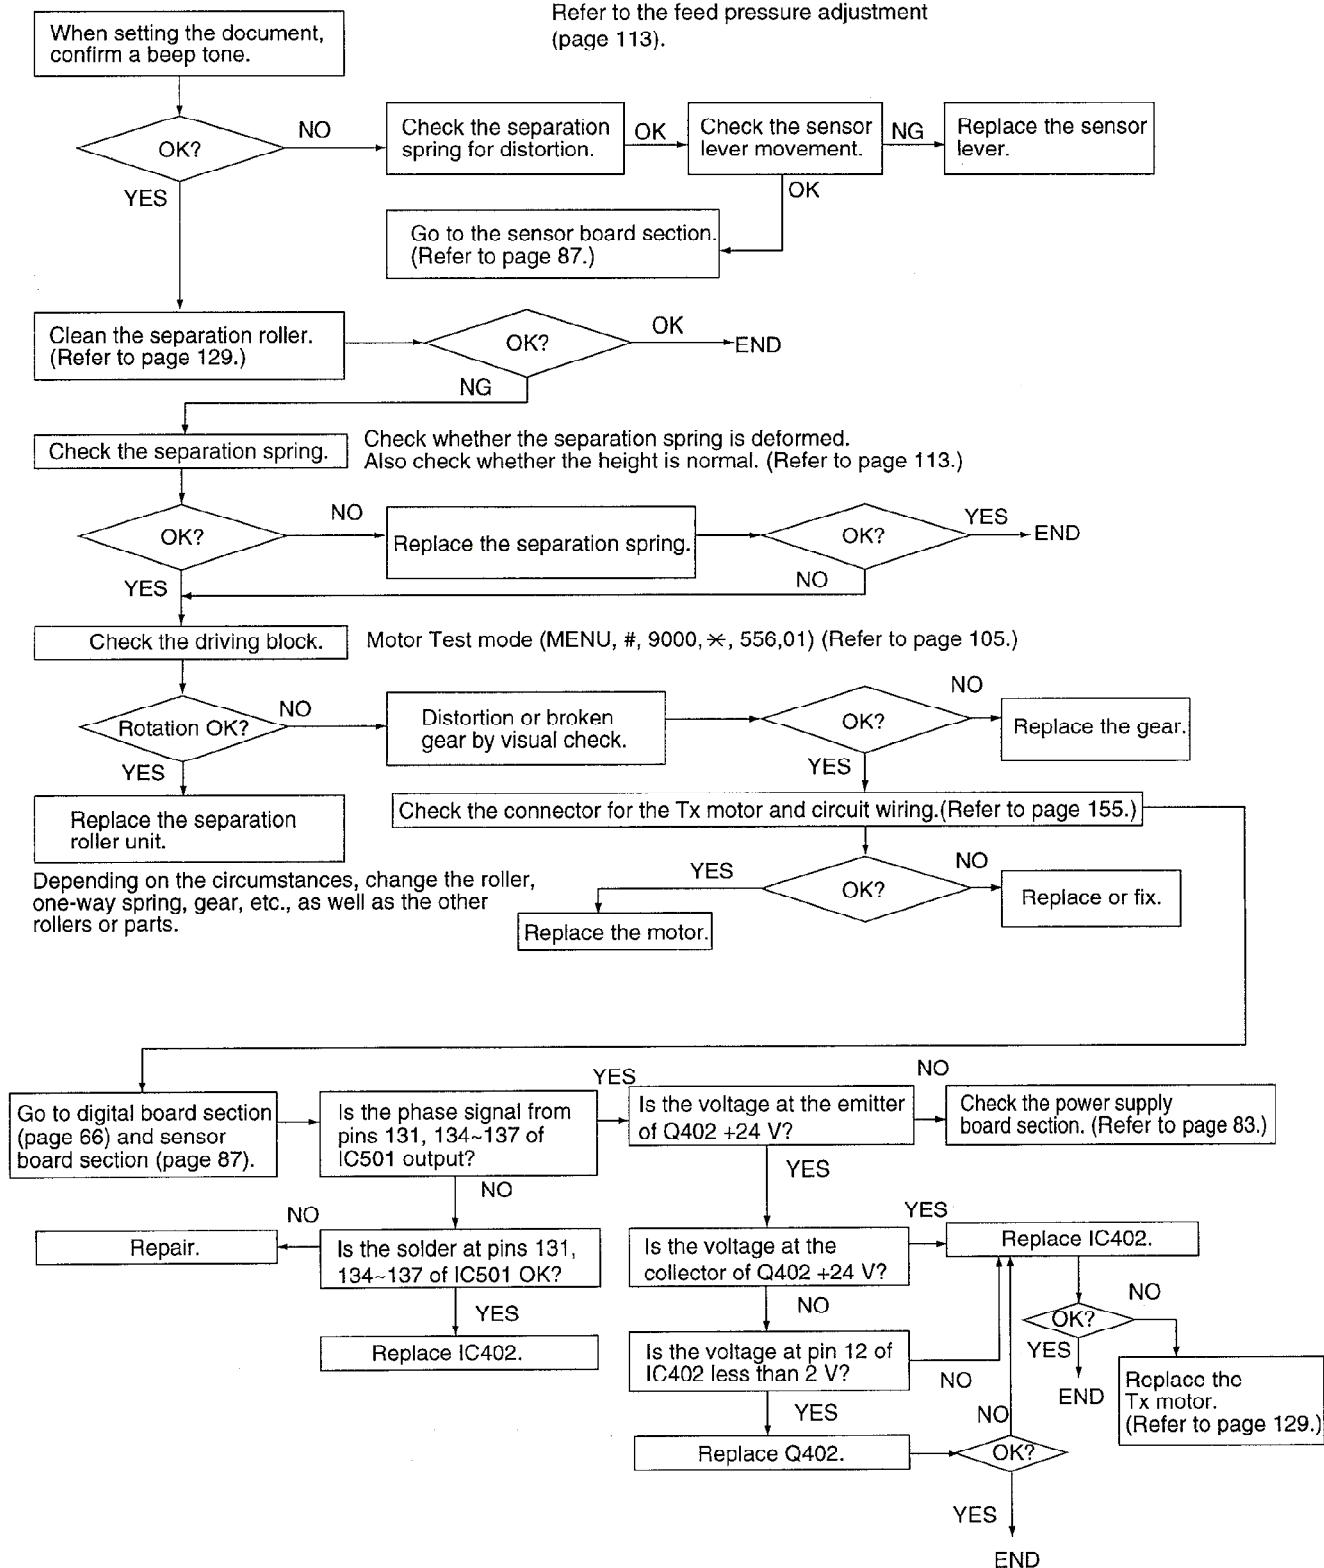 Refer to the feed pressure adjustment
(page 113).
When setting the document,
confirm a beep tone.
OK?
NO
YES
Check the separation
spring for distortion.
OK
Check the sensor
lever movement.
NG
Replace the sensor
lever.
OK
Go to the sensor board section.
(Refer to page 87.)
Clean the separation roller.
(Refer to page 129.)
OK?
OK
END
NG
Check the separation spring.
Check whether the separation spring is deformed.
Also check whether the height is normal. (Refer to page 113.)
OK?
NO
Replace the separation spring.
OK?
YES
END
NO
YES
Check the driving block.
Motor Test mode (MENU, #, 9000, ⚹, 556,01) (Refer to page 105.)
Rotation OK?
NO
Distortion or broken
gear by visual check.
OK?
NO
Replace the gear.
YES
YES
Replace the separation
roller unit.
Check the connector for the Tx motor and circuit wiring.(Refer to page 155.)
Depending on the circumstances, change the roller,
one-way spring, gear, etc., as well as the other
rollers or parts.
YES
OK?
NO
Replace or fix.
Replace the motor.
Go to digital board section
(page 66) and sensor
board section (page 87).
Is the phase signal from
pins 131, 134~137 of
IC501 output?
YES
Is the voltage at the emitter
of Q402 +24 V?
NO
Check the power supply
board section. (Refer to page 83.)
NO
YES
Repair.
NO
Is the solder at pins 131,
134~137 of IC501 OK?
Is the voltage at the
collector of Q402 +24 V?
YES
Replace IC402.
YES
NO
OK?
NO
YES
END
Replace IC402.
Is the voltage at pin 12 of
IC402 less than 2 V?
NO
Replace the
Tx motor.
(Refer to page 129.)
YES
NO
Replace Q402.
OK?
YES
END